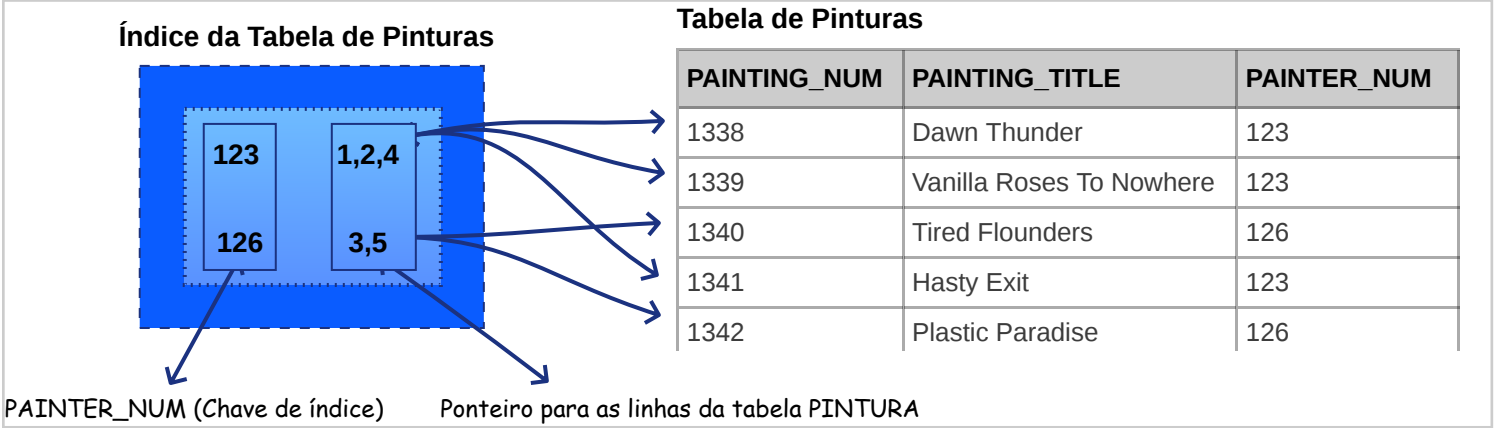 Índice da Tabela de Pinturas
123 1,2,4
126 3,5
PAINTER_NUM (Chave de índice)
Ponteiro para as linhas da tabela PINTURA
Tabela de Pinturas
PAINTING_NUM PAINTING_TITLE PAINTER_NUM
1338 Dawn Thunder 123
1339 Vanilla Roses To Nowhere 123
1340 Tired Flounders 126
1341 Hasty Exit 123
1342 Plastic Paradise 126